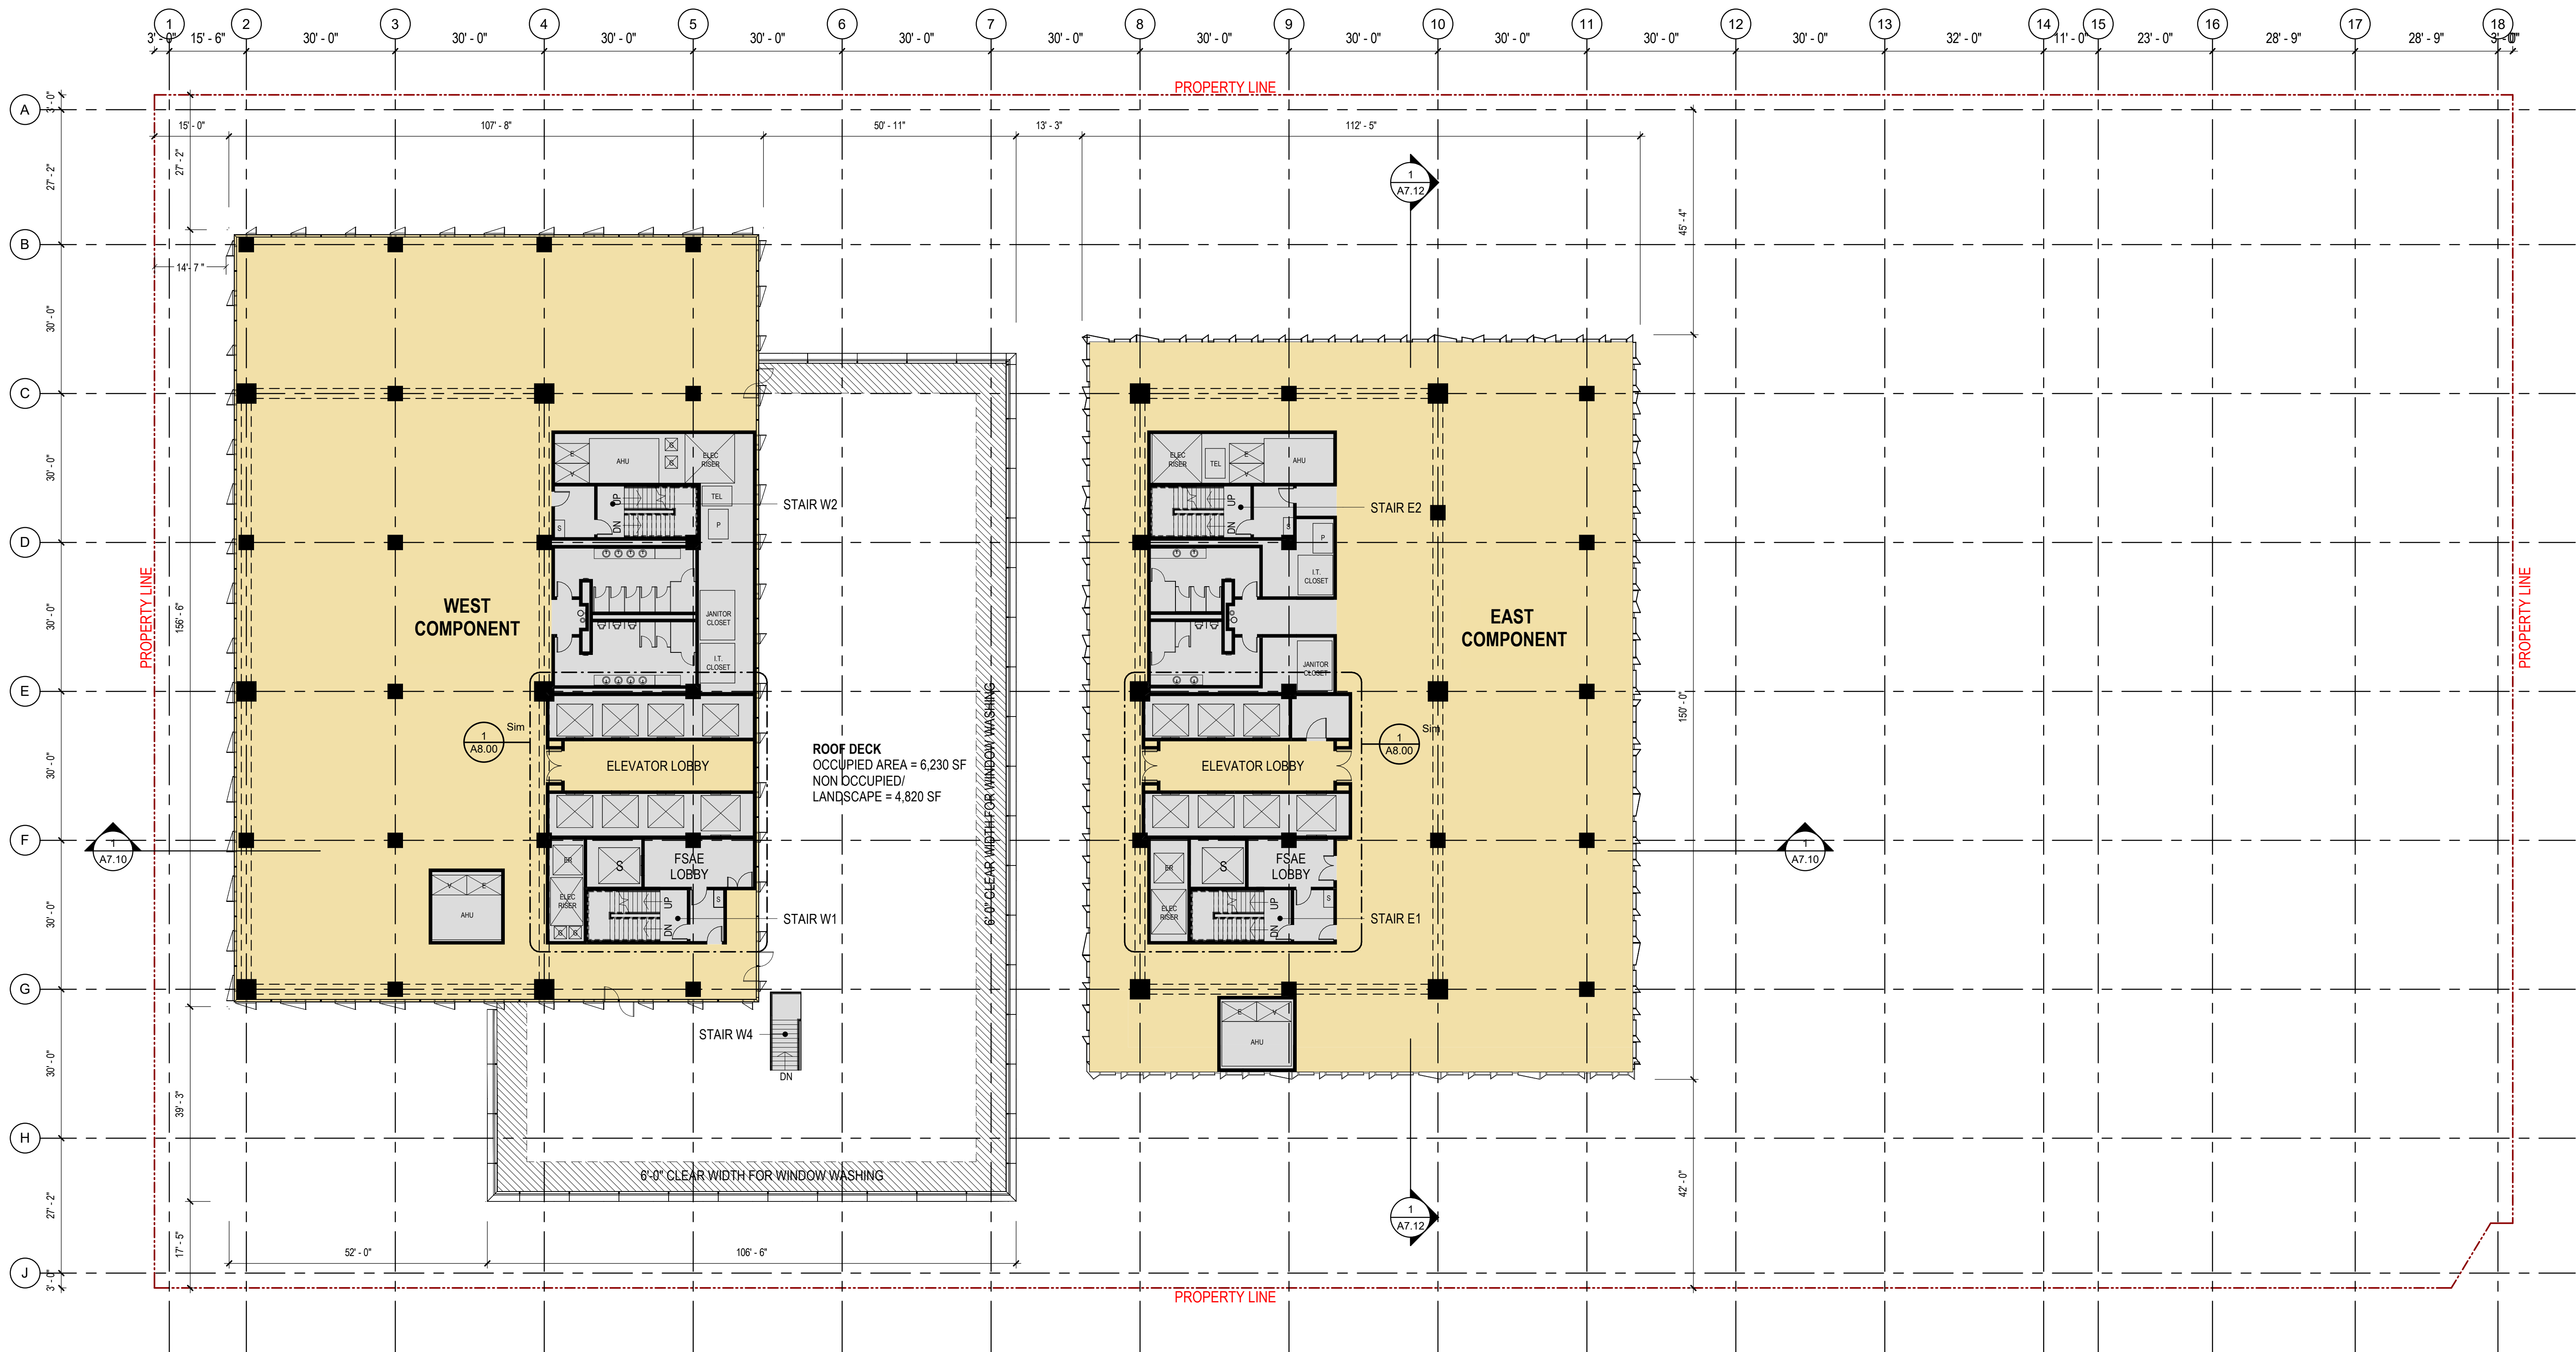 1 2 3 4 5 6 7 8 9 10 11 12 13 14 15 16 17 18
3' - 0" 15' - 6" 30' - 0" 30' - 0" 30' - 0" 30' - 0" 30' - 0" 30' - 0" 30' - 0" 30' - 0" 30' - 0" 30' - 0" 30' - 0" 32' - 0" 11' - 0" 23' - 0" 28' - 9" 28' - 9" 3' - 0"
PROPERTY LINE
A
3' - 0"
15' - 0" 107' - 8" 50' - 11" 13' - 3" 112' - 5"
27' - 2"
27' - 2"
1
A7.12
45' - 4"
B
14' - 7"
30' - 0"
C
30' - 0"
E
V
AHU
G
G
ELEC
RISER
TEL
P
UP
DN
S
STAIR W2
ELEC
RISER
TEL
E
V
AHU
UP
DN
S
STAIR E2
P
I.T.
CLOSET
D
30' - 0"
156' - 6"
PROPERTY LINE
WEST
COMPONENT
JANITOR
CLOSET
I.T.
CLOSET
EAST
COMPONENT
JANITOR
CLOSET
PROPERTY LINE
E
30' - 0"
1
A8.00
Sim
ELEVATOR LOBBY
ROOF DECK
OCCUPIED AREA = 6,230 SF
NON OCCUPIED/
LANDSCAPE = 4,820 SF
6'-0" CLEAR WIDTH FOR WINDOW WASHING
ELEVATOR LOBBY
1
A8.00
Sim
150' - 0"
F
1
A7.10
30' - 0"
V
E
AHU
ER
S
FSAE
LOBBY
ELEC
RISER
G
G
UP
DN
S
STAIR W1
ER
S
FSAE
LOBBY
ELEC
RISER
UP
DN
S
STAIR E1
1
A7.10
G
30' - 0"
STAIR W4
DN
E
V
AHU
39' - 3"
H
6'-0" CLEAR WIDTH FOR WINDOW WASHING
27' - 2"
17' - 5"
42' - 0"
1
A7.12
52' - 0" 106' - 6"
J
3' - 0"
PROPERTY LINE